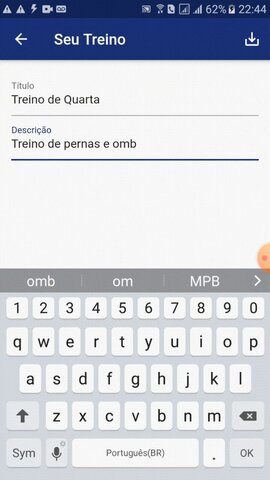 62% 22:44
Seu Treino
Título
Treino de Quarta
Descrição
Treino de pernas e omb
omb om MPB
1 2 3 4 5 6 7 8 9 0
q w e r t y u i o p
a s d f g h j k l
z x c v b n m
Sym Português(BR) . OK